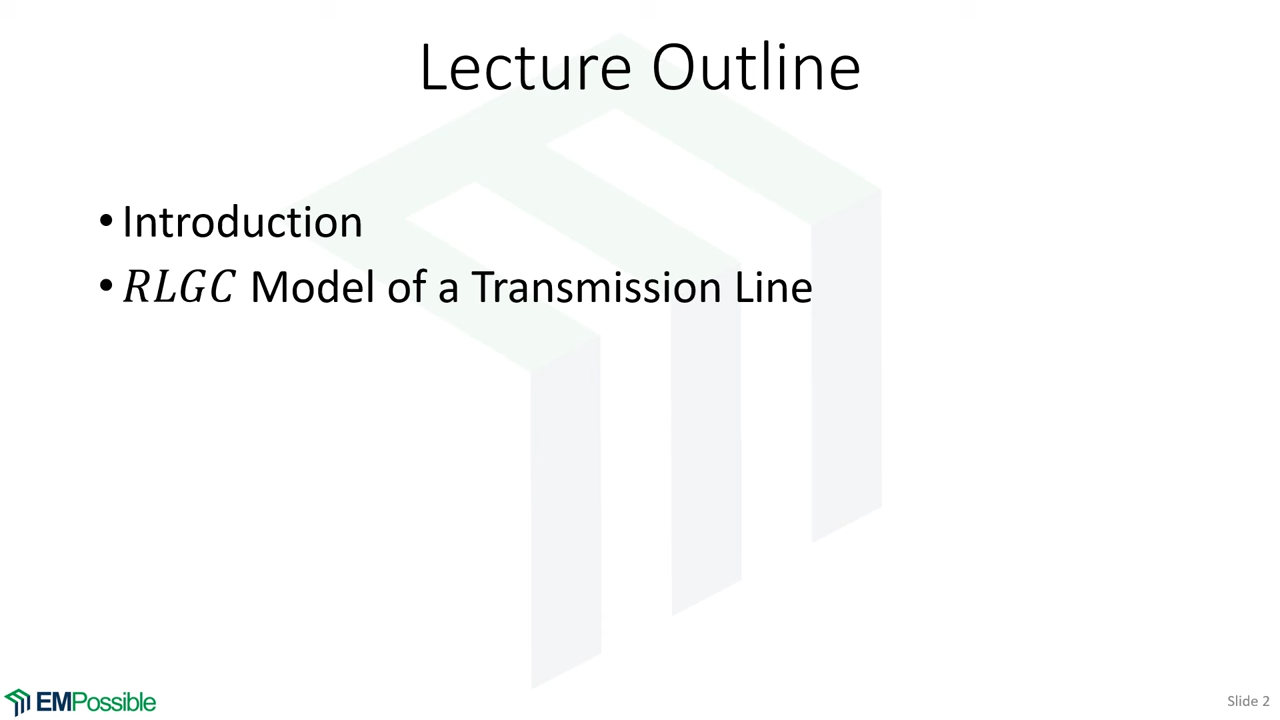 Lecture Outline
• Introduction
• RLGC Model of a Transmission Line
EMPossible
Slide 2